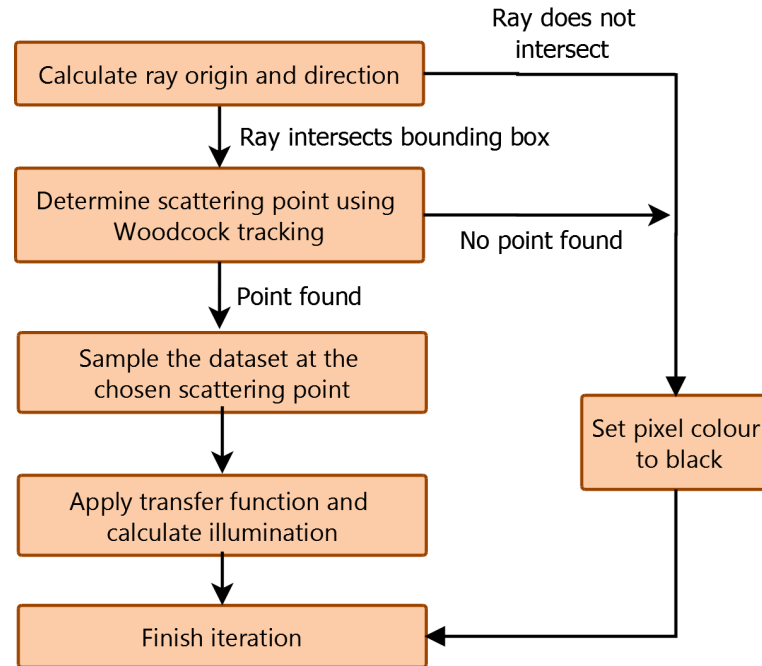 Ray does not
intersect
Calculate ray origin and direction
Ray intersects bounding box
Determine scattering point using
Woodcock tracking
No point found
Point found
Sample the dataset at the
chosen scattering point
Set pixel colour
to black
Apply transfer function and
calculate illumination
Finish iteration